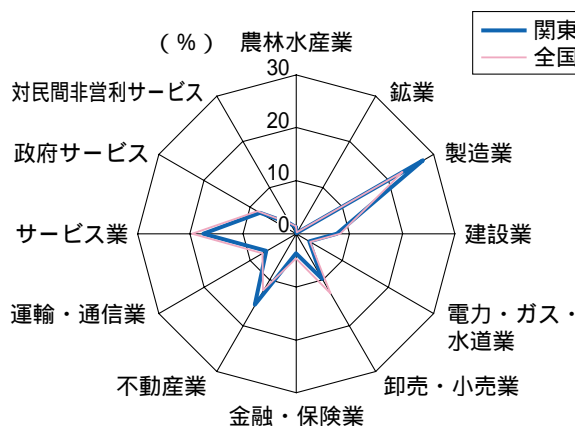 (％) 農林水産業
関東
全国
30
20
10
0
対民間非営利サービス
鉱業
政府サービス
製造業
サービス業
建設業
運輸・通信業
電力・ガス・
水道業
不動産業
卸売・小売業
金融・保険業